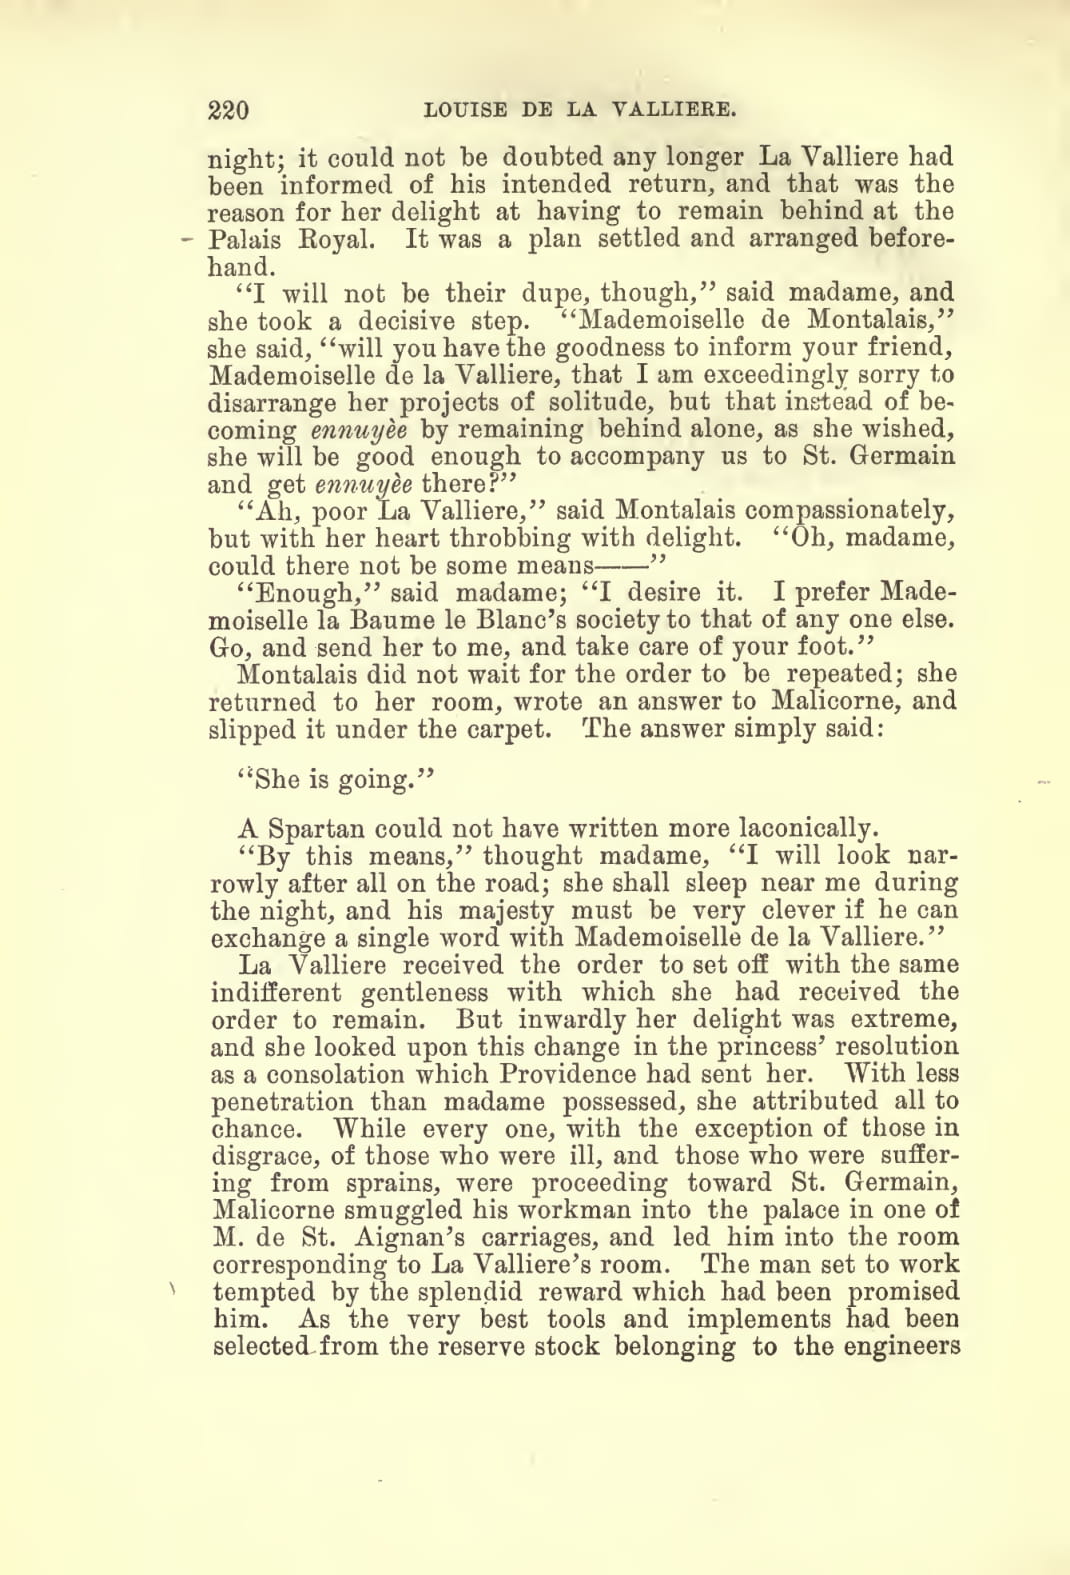 220 LOUISE DE LA VALLIERE.
night; it could not be doubted any longer La Valliere had
been informed of his intended return, and that was the
reason for her delight at having to remain behind at the
Palais Royal. It was a plan settled and arranged before-
hand.
“I will not be their dupe, though,” said madame, and
she took a decisive step. “Mademoiselle de Montalais,”
she said, “will you have the goodness to inform your friend,
Mademoiselle de la Valliere, that I am exceedingly sorry to
disarrange her projects of solitude, but that instead of be-
coming ennuyèe by remaining behind alone, as she wished,
she will be good enough to accompany us to St. Germain
and get ennuyèe there?”
“Ah, poor La Valliere,” said Montalais compassionately,
but with her heart throbbing with delight. “Oh, madame,
could there not be some means——”
“Enough,” said madame; “I desire it. I prefer Made-
moiselle la Baume le Blanc’s society to that of any one else.
Go, and send her to me, and take care of your foot.”
Montalais did not wait for the order to be repeated; she
returned to her room, wrote an answer to Malicorne, and
slipped it under the carpet. The answer simply said:
“She is going.”
A Spartan could not have written more laconically.
“By this means,” thought madame, “I will look nar-
rowly after all on the road; she shall sleep near me during
the night, and his majesty must be very clever if he can
exchange a single word with Mademoiselle de la Valliere.”
La Valliere received the order to set off with the same
indifferent gentleness with which she had received the
order to remain. But inwardly her delight was extreme,
and she looked upon this change in the princess’ resolution
as a consolation which Providence had sent her. With less
penetration than madame possessed, she attributed all to
chance. While every one, with the exception of those in
disgrace, of those who were ill, and those who were suffer-
ing from sprains, were proceeding toward St. Germain,
Malicorne smuggled his workman into the palace in one of
M. de St. Aignan’s carriages, and led him into the room
corresponding to La Valliere’s room. The man set to work
tempted by the splendid reward which had been promised
him. As the very best tools and implements had been
selected from the reserve stock belonging to the engineers